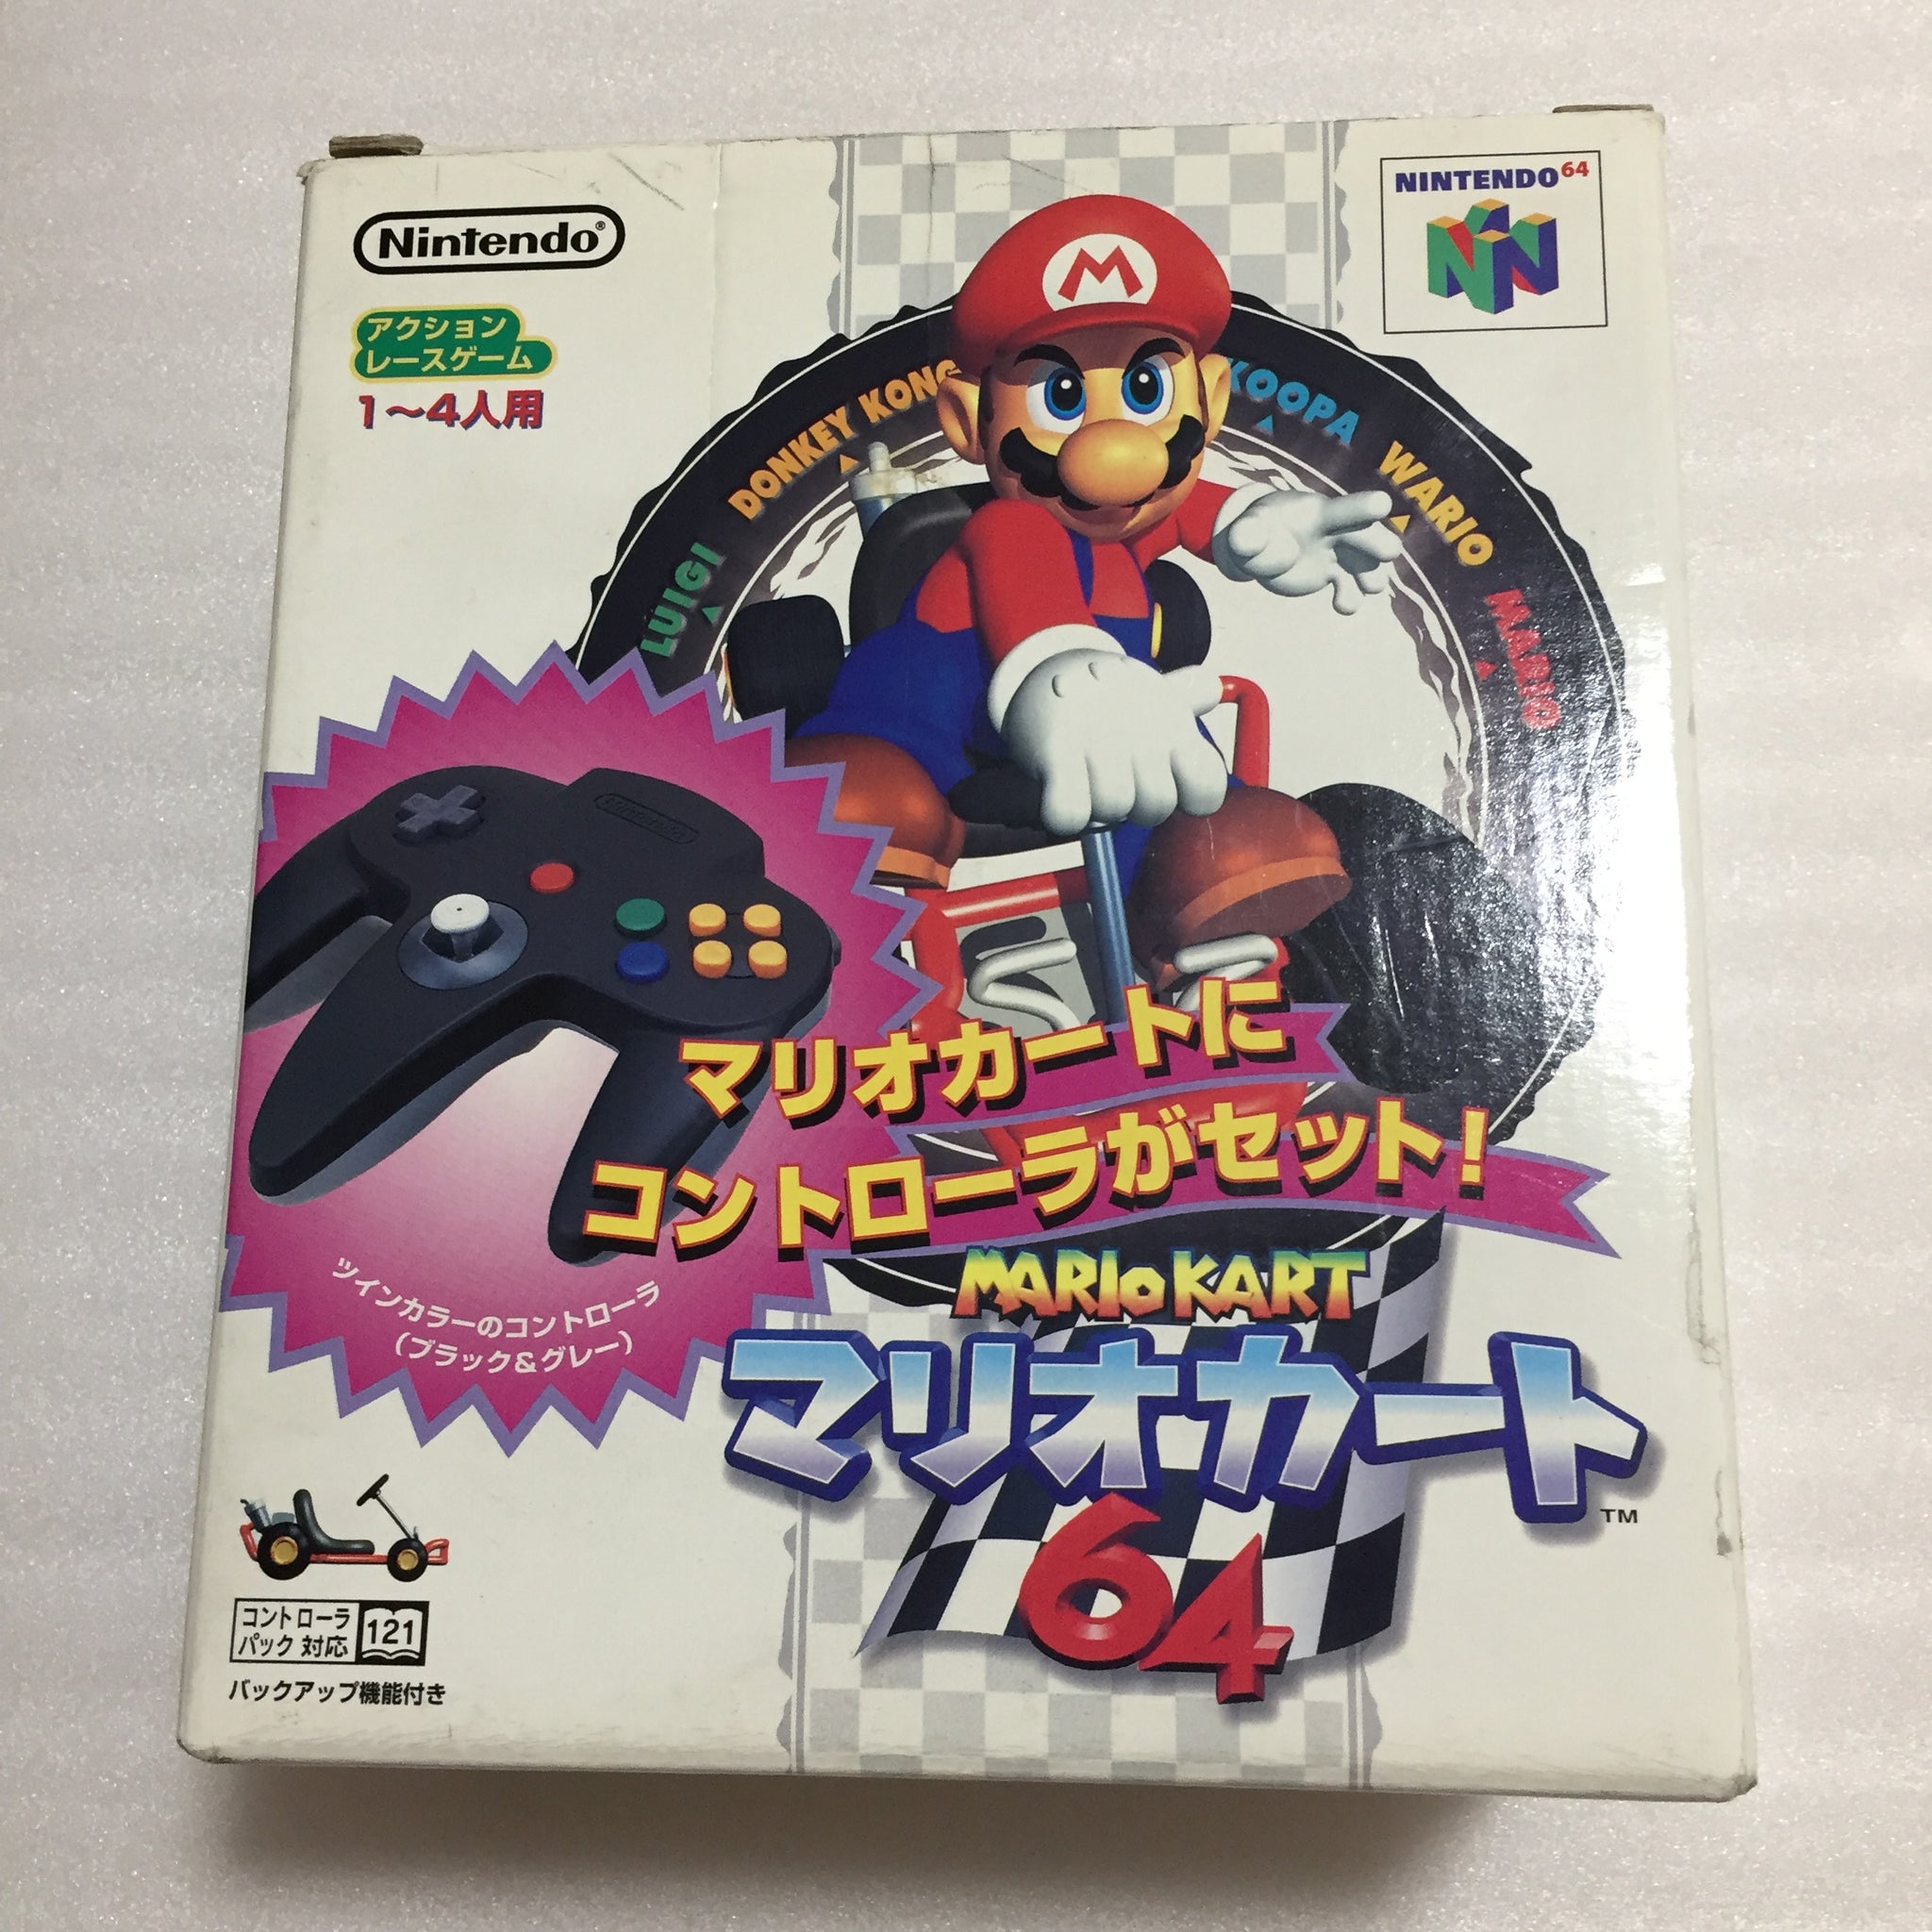 Nintendo®
NINTENDO64
アクション
レースゲーム
1〜4人用
M
LUIGI
DONKEY KONG
KOOPA
WARIO
MARIO
Nintendo
マリオカートに
コントローラがセット!
ツインカラーのコントローラ
(ブラック&グレー)
MARIO KART
マリオカート
TM
64
コントローラ
パック 対応
121
バックアップ機能付き